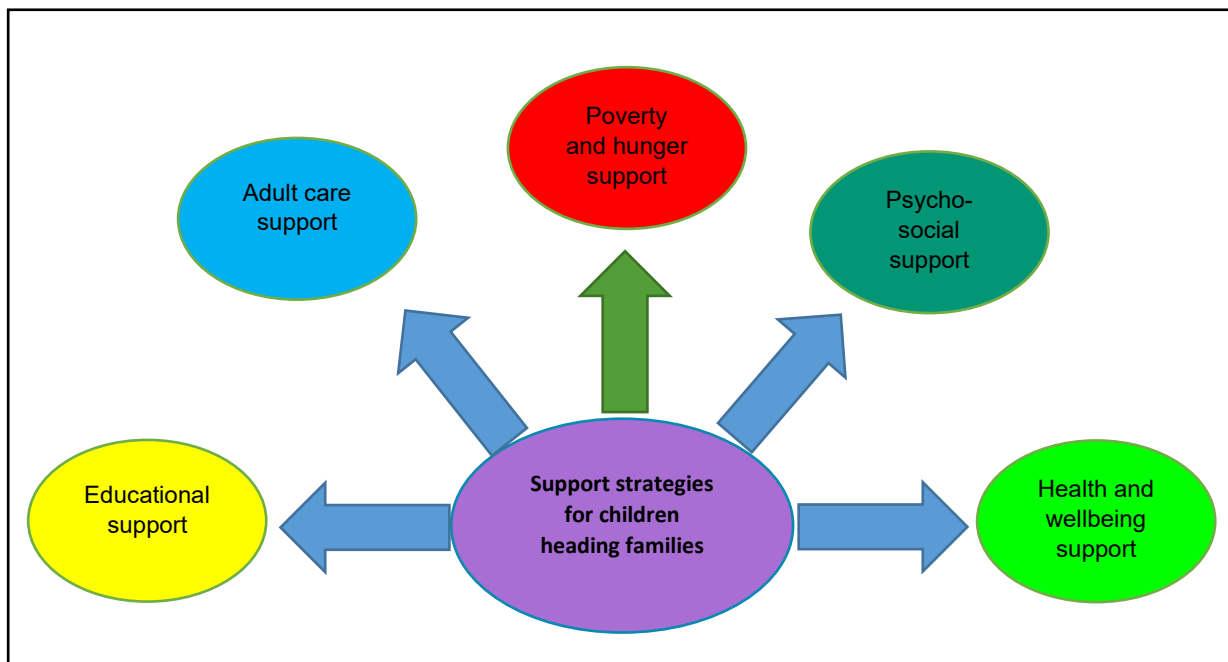 Poverty
and hunger
support
Adult care
support
Psycho-
social
support
Educational
support
Support strategies
for children
heading families
Health and
wellbeing
support